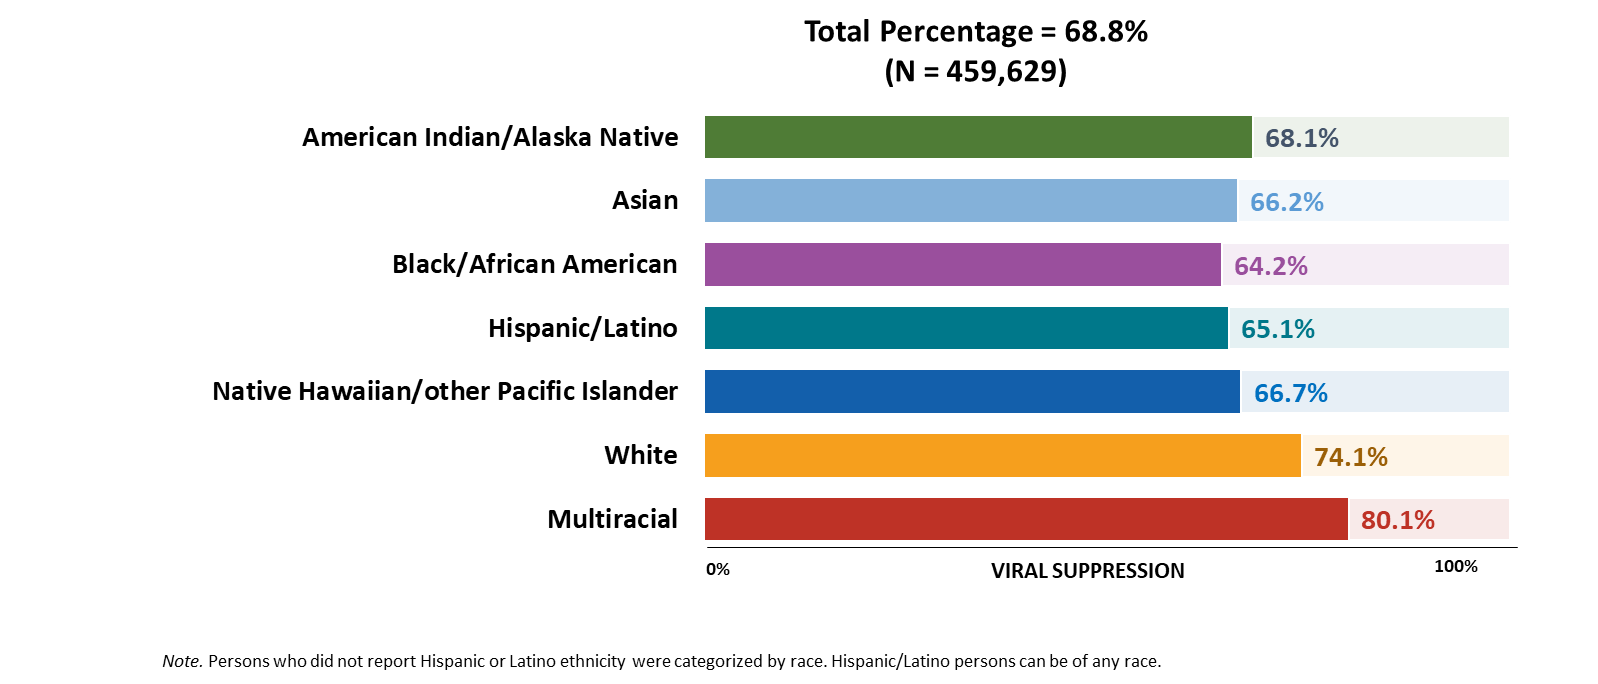 Total Percentage = 68.8%
(N = 459,629)
American Indian/Alaska Native 68.1%
Asian 66.2%
Black/African American 64.2%
Hispanic/Latino 65.1%
Native Hawaiian/other Pacific Islander 66.7%
White 74.1%
Multiracial 80.1%
0% VIRAL SUPPRESSION 100%
Note. Persons who did not report Hispanic or Latino ethnicity were categorized by race. Hispanic/Latino persons can be of any race.